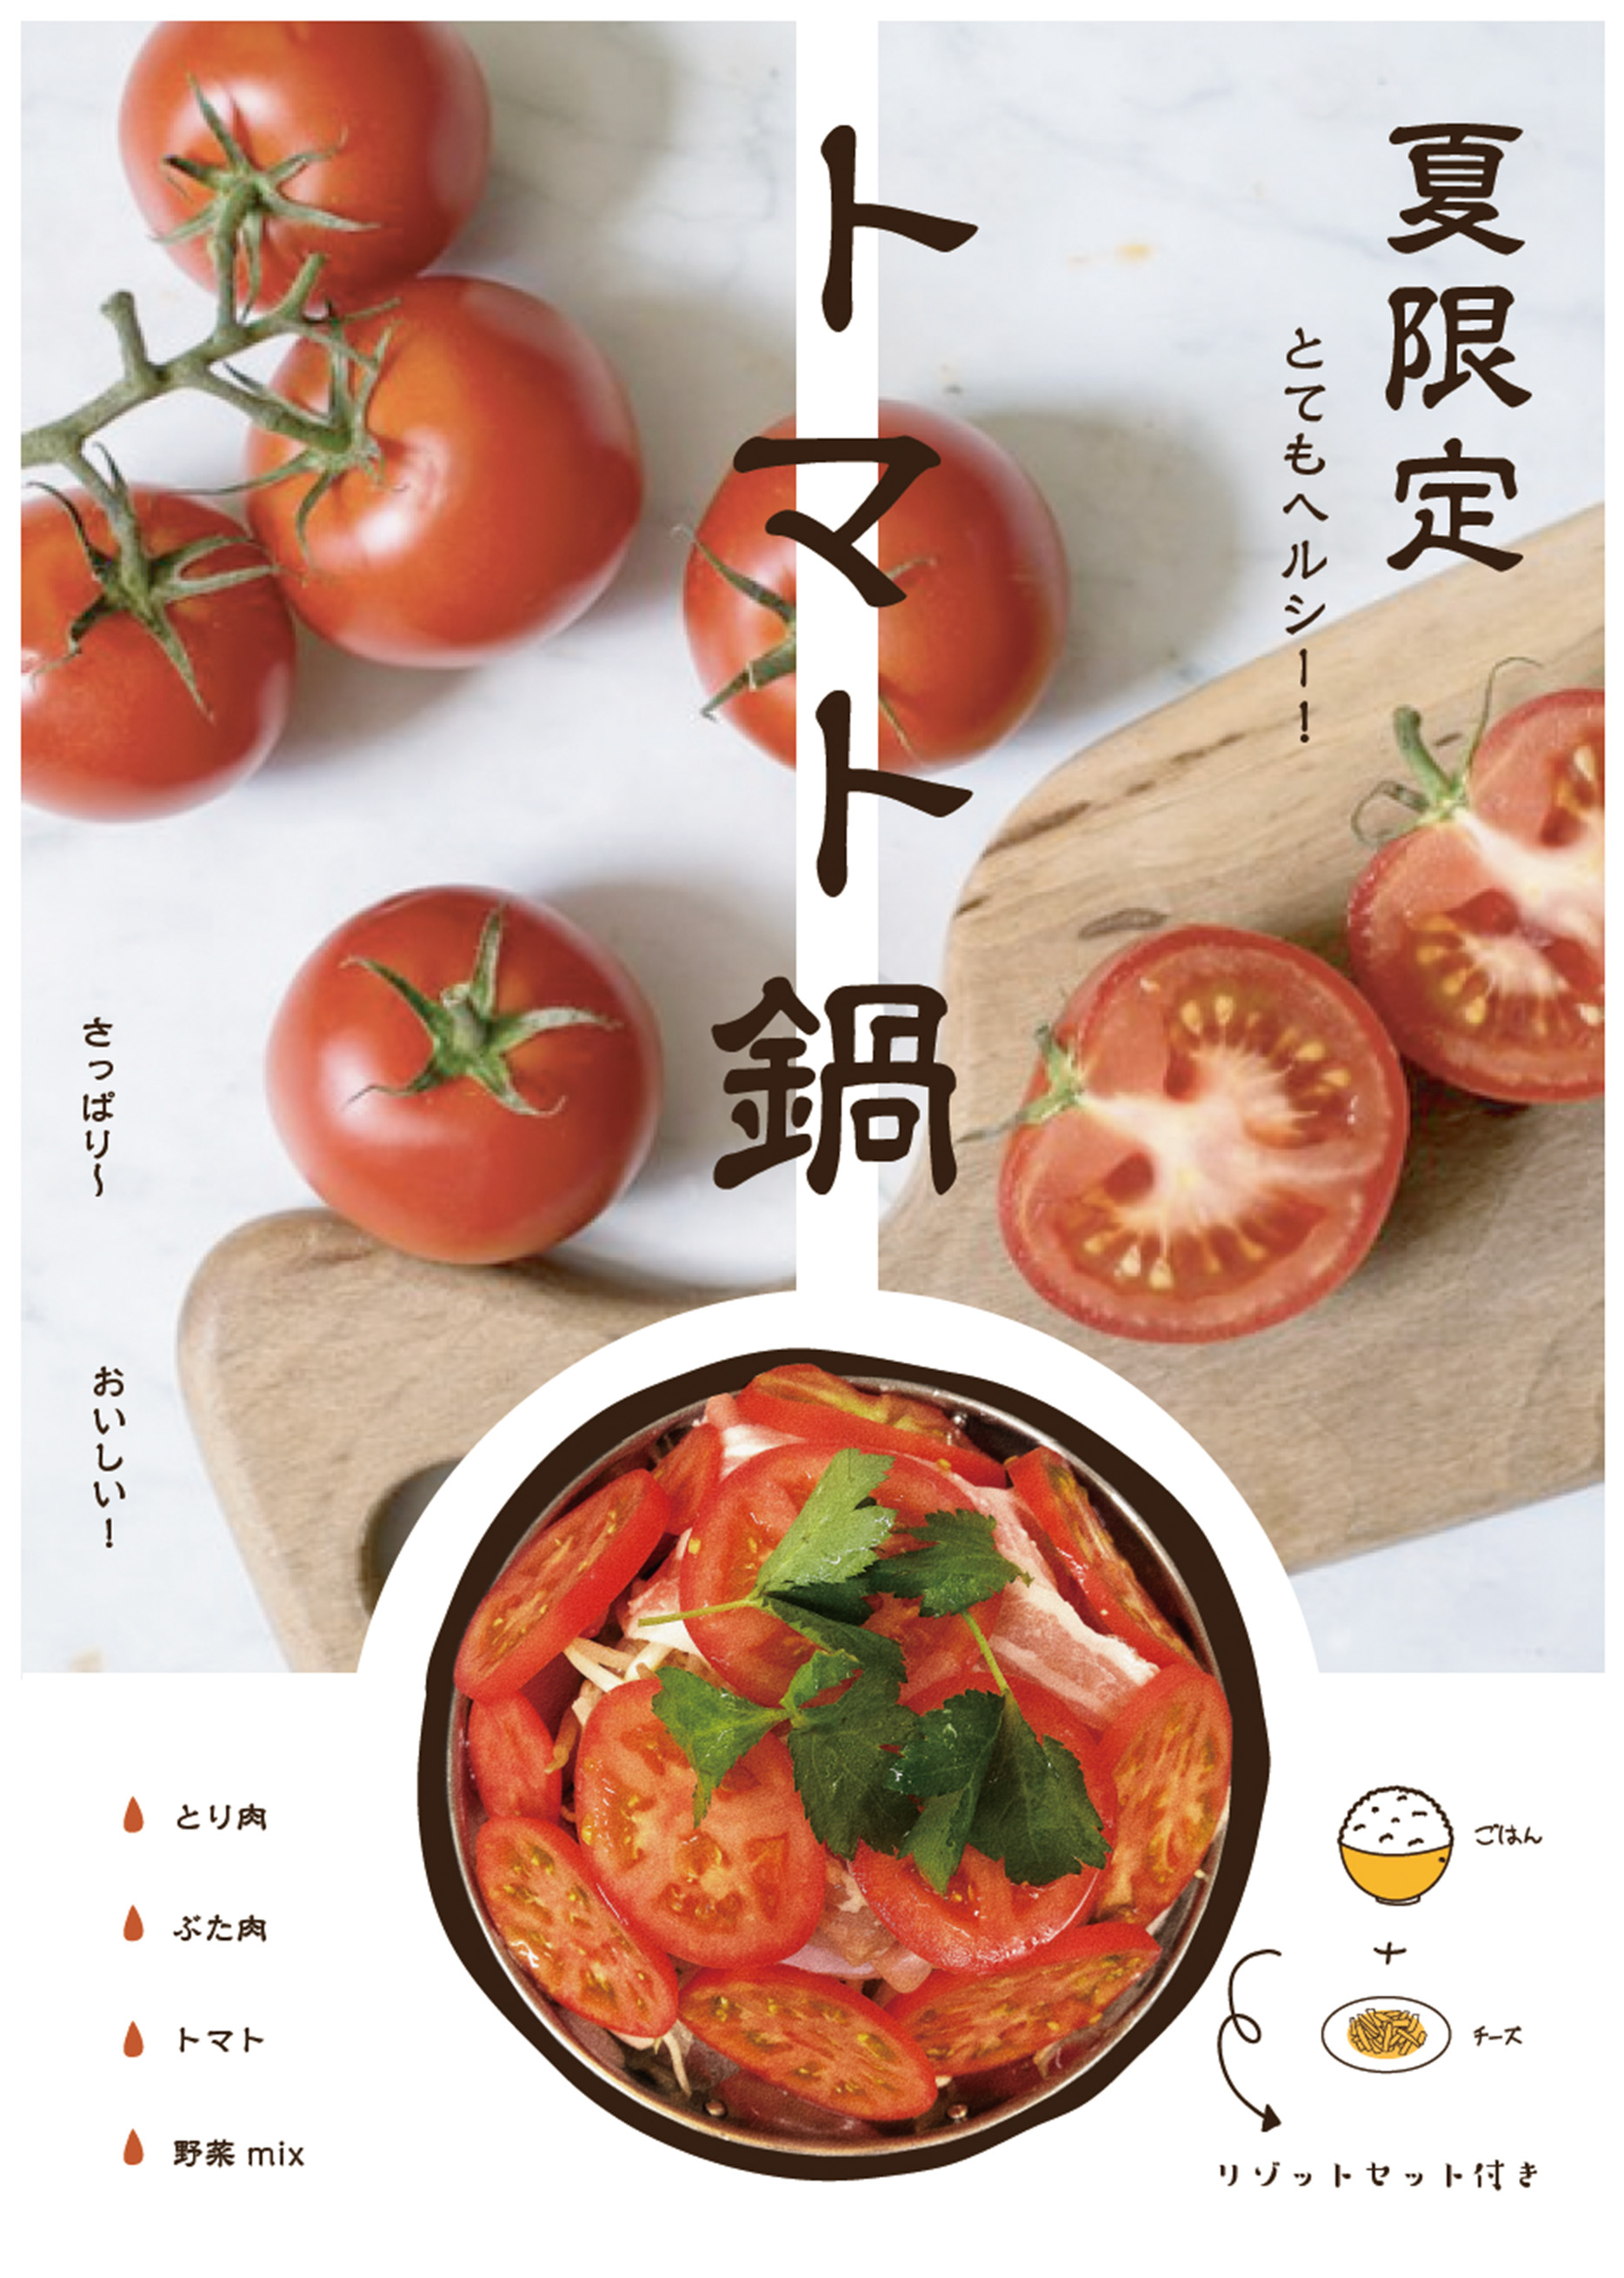 夏限定
とてもヘルシー！
トマト鍋
さっぱり〜
おいしい！
とり肉
ぶた肉
トマト
野菜 mix
ごはん
+
チーズ
リゾットセット付き